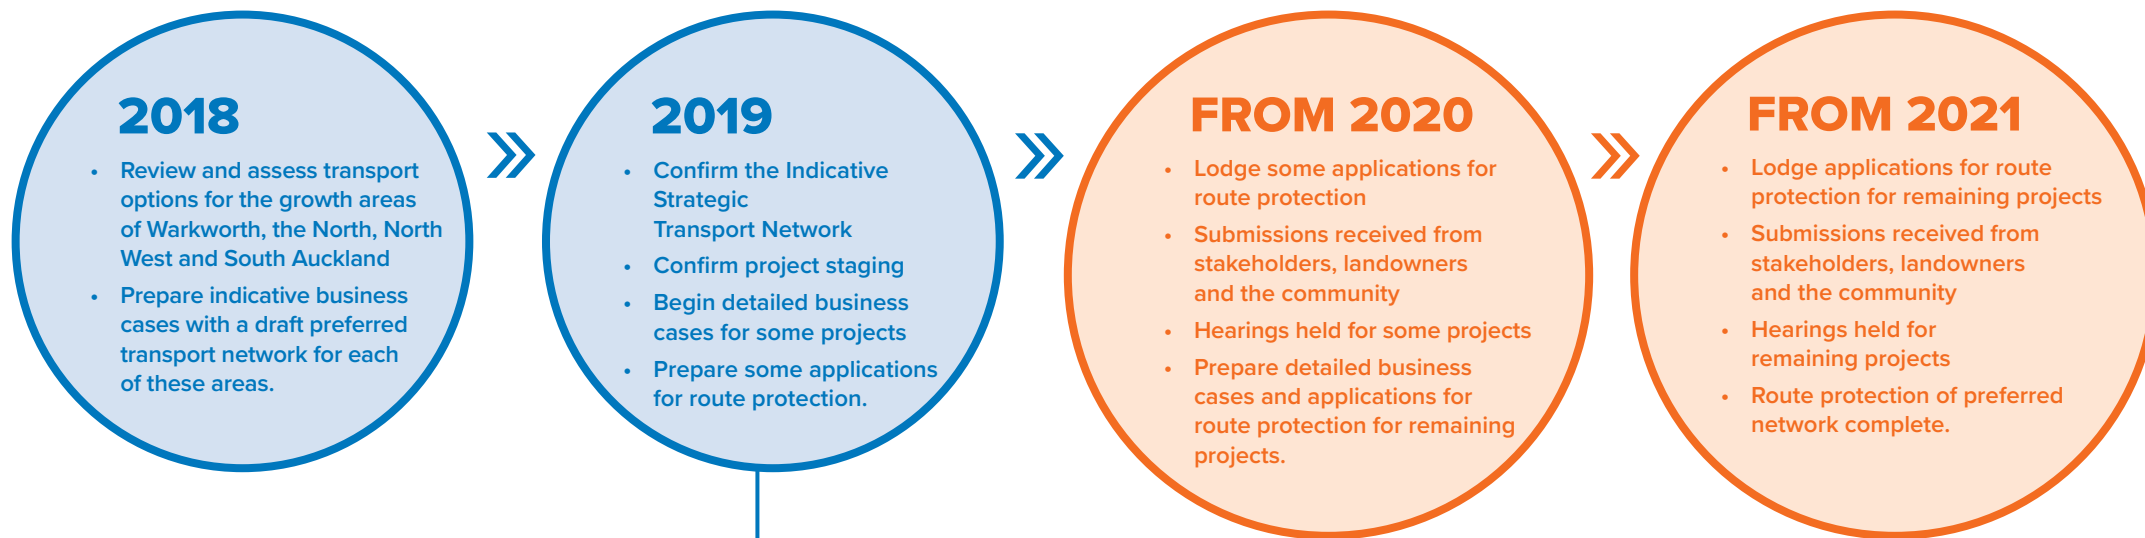 2018
• Review and assess transport
options for the growth areas
of Warkworth, the North, North
West and South Auckland
• Prepare indicative business
cases with a draft preferred
transport network for each
of these areas.
2019
• Confirm the Indicative
Strategic
Transport Network
• Confirm project staging
• Begin detailed business
cases for some projects
• Prepare some applications
for route protection.
FROM 2020
• Lodge some applications for
route protection
• Submissions received from
stakeholders, landowners
and the community
• Hearings held for some projects
• Prepare detailed business
cases and applications for
route protection for remaining
projects.
FROM 2021
• Lodge applications for route
protection for remaining projects
• Submissions received from
stakeholders, landowners
and the community
• Hearings held for
remaining projects
• Route protection of preferred
network complete.